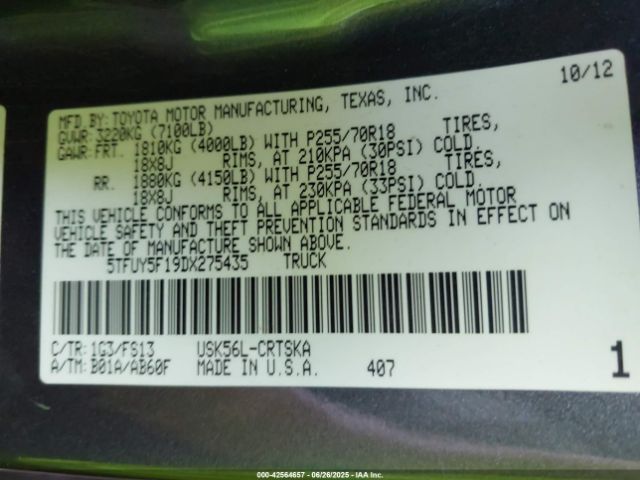 10/12
MFD.BY:TOYOTA MOTOR MANUFACTURING, TEXAS, INC.
GVWR:3220KG (7100LB)
GAWR:FRT. 1810KG (4000LB) WITH P255/70R18 TIRES,
18X8J RIMS, AT 210KPA (30PSI) COLD.
RR. 1880KG (4150LB) WITH P255/70R18 TIRES,
18X8J RIMS, AT 230KPA (33PSI) COLD.
THIS VEHICLE CONFORMS TO ALL APPLICABLE FEDERAL MOTOR
VEHICLE SAFETY AND THEFT PREVENTION STANDARDS IN EFFECT ON
THE DATE OF MANUFACTURE SHOWN ABOVE.
5TFUY5F19DX275435 TRUCK
C/TR:1G3/FS13 USK56L-CRTSKA
A/TM:B01A/AB60F MADE IN U.S.A. 407
1
000-42564657 | 06/26/2025 | IAA Inc.